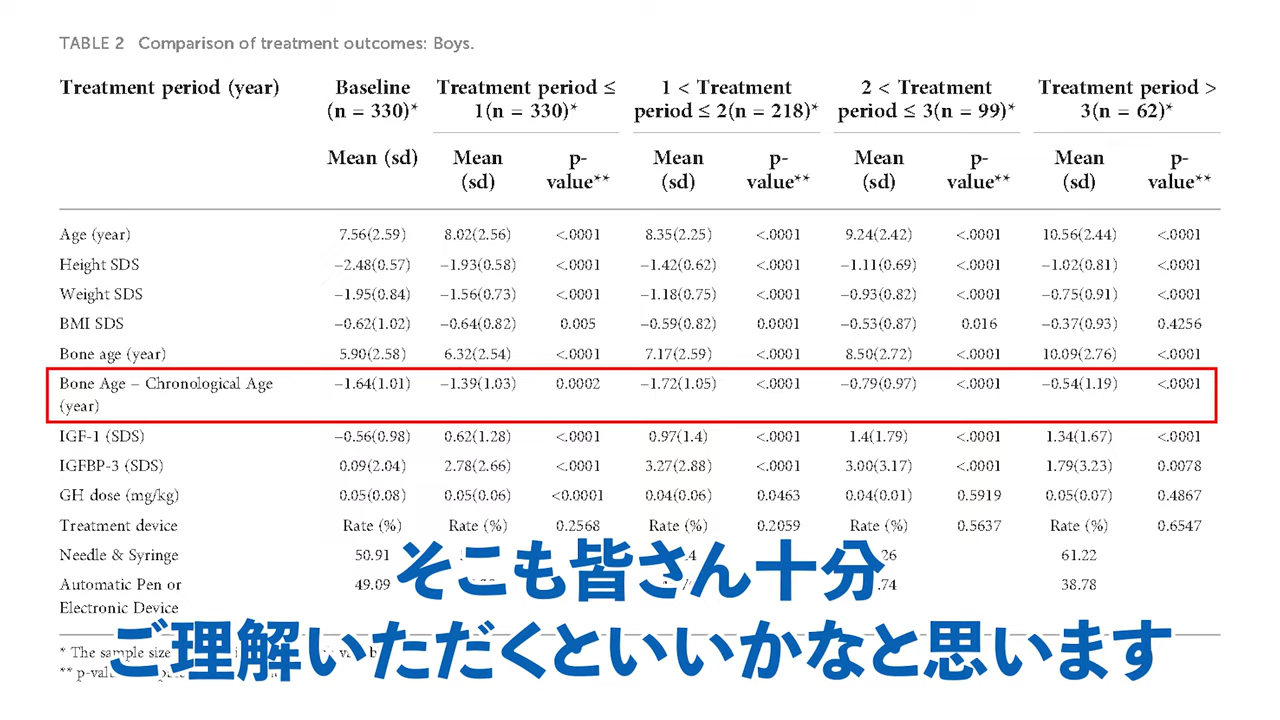 TABLE 2 Comparison of treatment outcomes: Boys.
Treatment period (year) Baseline (n = 330)* Treatment period ≤ 1(n = 330)* 1 < Treatment period ≤ 2(n = 218)* 2 < Treatment period ≤ 3(n = 99)* Treatment period > 3(n = 62)*
Mean (sd) Mean (sd) p-value** Mean (sd) p-value** Mean (sd) p-value** Mean (sd) p-value**
Age (year) 7.56(2.59) 8.02(2.56) <.0001 8.35(2.25) <.0001 9.24(2.42) <.0001 10.56(2.44) <.0001
Height SDS −2.48(0.57) −1.93(0.58) <.0001 −1.42(0.62) <.0001 −1.11(0.69) <.0001 −1.02(0.81) <.0001
Weight SDS −1.95(0.84) −1.56(0.73) <.0001 −1.18(0.75) <.0001 −0.93(0.82) <.0001 −0.75(0.91) <.0001
BMI SDS −0.62(1.02) −0.64(0.82) 0.005 −0.59(0.82) 0.0001 −0.53(0.87) 0.016 −0.37(0.93) 0.4256
Bone age (year) 5.90(2.58) 6.32(2.54) <.0001 7.17(2.59) <.0001 8.50(2.72) <.0001 10.09(2.76) <.0001
Bone Age − Chronological Age (year) −1.64(1.01) −1.39(1.03) 0.0002 −1.72(1.05) <.0001 −0.79(0.97) <.0001 −0.54(1.19) <.0001
IGF-1 (SDS) −0.56(0.98) 0.62(1.28) <.0001 0.97(1.4) <.0001 1.4(1.79) <.0001 1.34(1.67) <.0001
IGFBP-3 (SDS) 0.09(2.04) 2.78(2.66) <.0001 3.27(2.88) <.0001 3.00(3.17) <.0001 1.79(3.23) 0.0078
GH dose (mg/kg) 0.05(0.08) 0.05(0.06) <0.0001 0.04(0.06) 0.0463 0.04(0.01) 0.5919 0.05(0.07) 0.4867
Treatment device Rate (%) Rate (%) 0.2568 Rate (%) 0.2059 Rate (%) 0.5637 Rate (%) 0.6547
Needle & Syringe 50.91 61.22
Automatic Pen or Electronic Device 49.09 38.78
* The sample size
そこも皆さん十分
ご理解いただくといいかなと思います